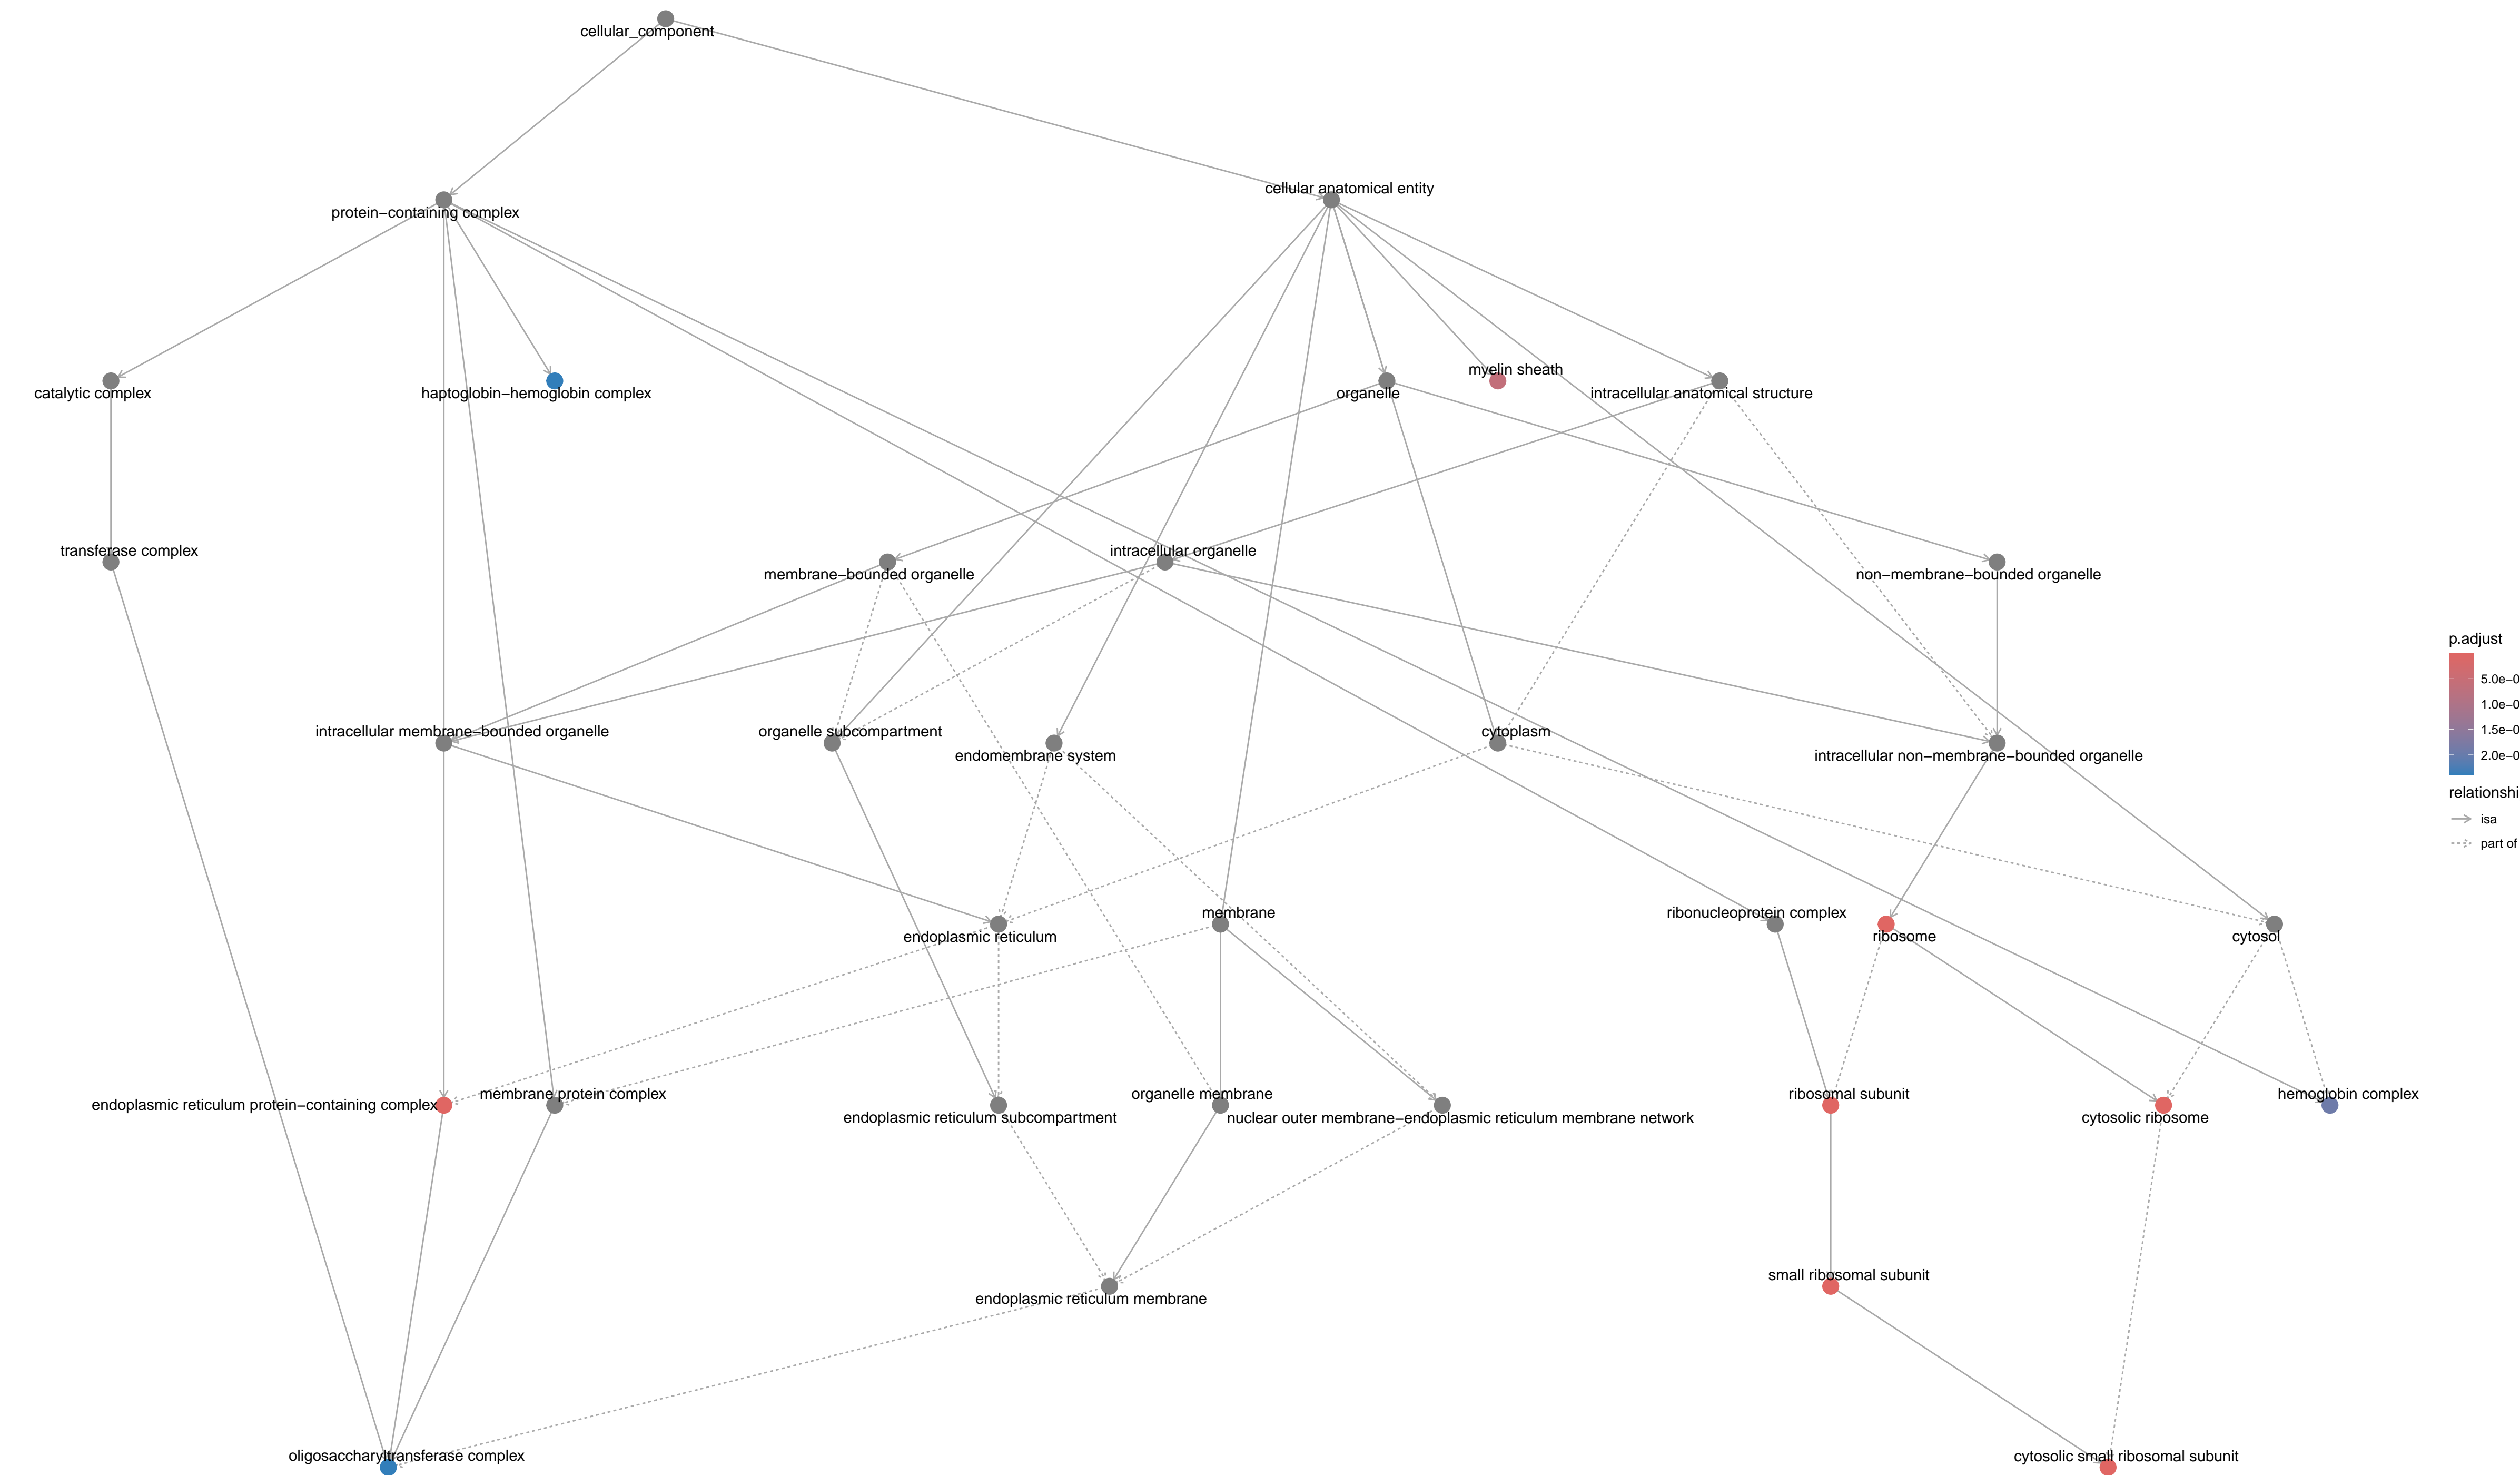 cellular_component
cellular anatomical entity
protein−containing complex
myelin sheath
catalytic complex
haptoglobin−hemoglobin complex
organelle
intracellular anatomical structure
transferase complex
intracellular organelle
membrane−bounded organelle
non−membrane−bounded organelle
p.adjust
5.0e−0
1.0e−0
1.5e−0
2.0e−0
relationshi
isa
part of
intracellular membrane−bounded organelle
organelle subcompartment
cytoplasm
endomembrane system
intracellular non−membrane−bounded organelle
membrane
ribonucleoprotein complex
endoplasmic reticulum
ribosome
cytosol
membrane protein complex
organelle membrane
ribosomal subunit
hemoglobin complex
endoplasmic reticulum protein−containing complex
endoplasmic reticulum subcompartment
nuclear outer membrane−endoplasmic reticulum membrane network
cytosolic ribosome
small ribosomal subunit
endoplasmic reticulum membrane
oligosaccharyltransferase complex
cytosolic small ribosomal subunit